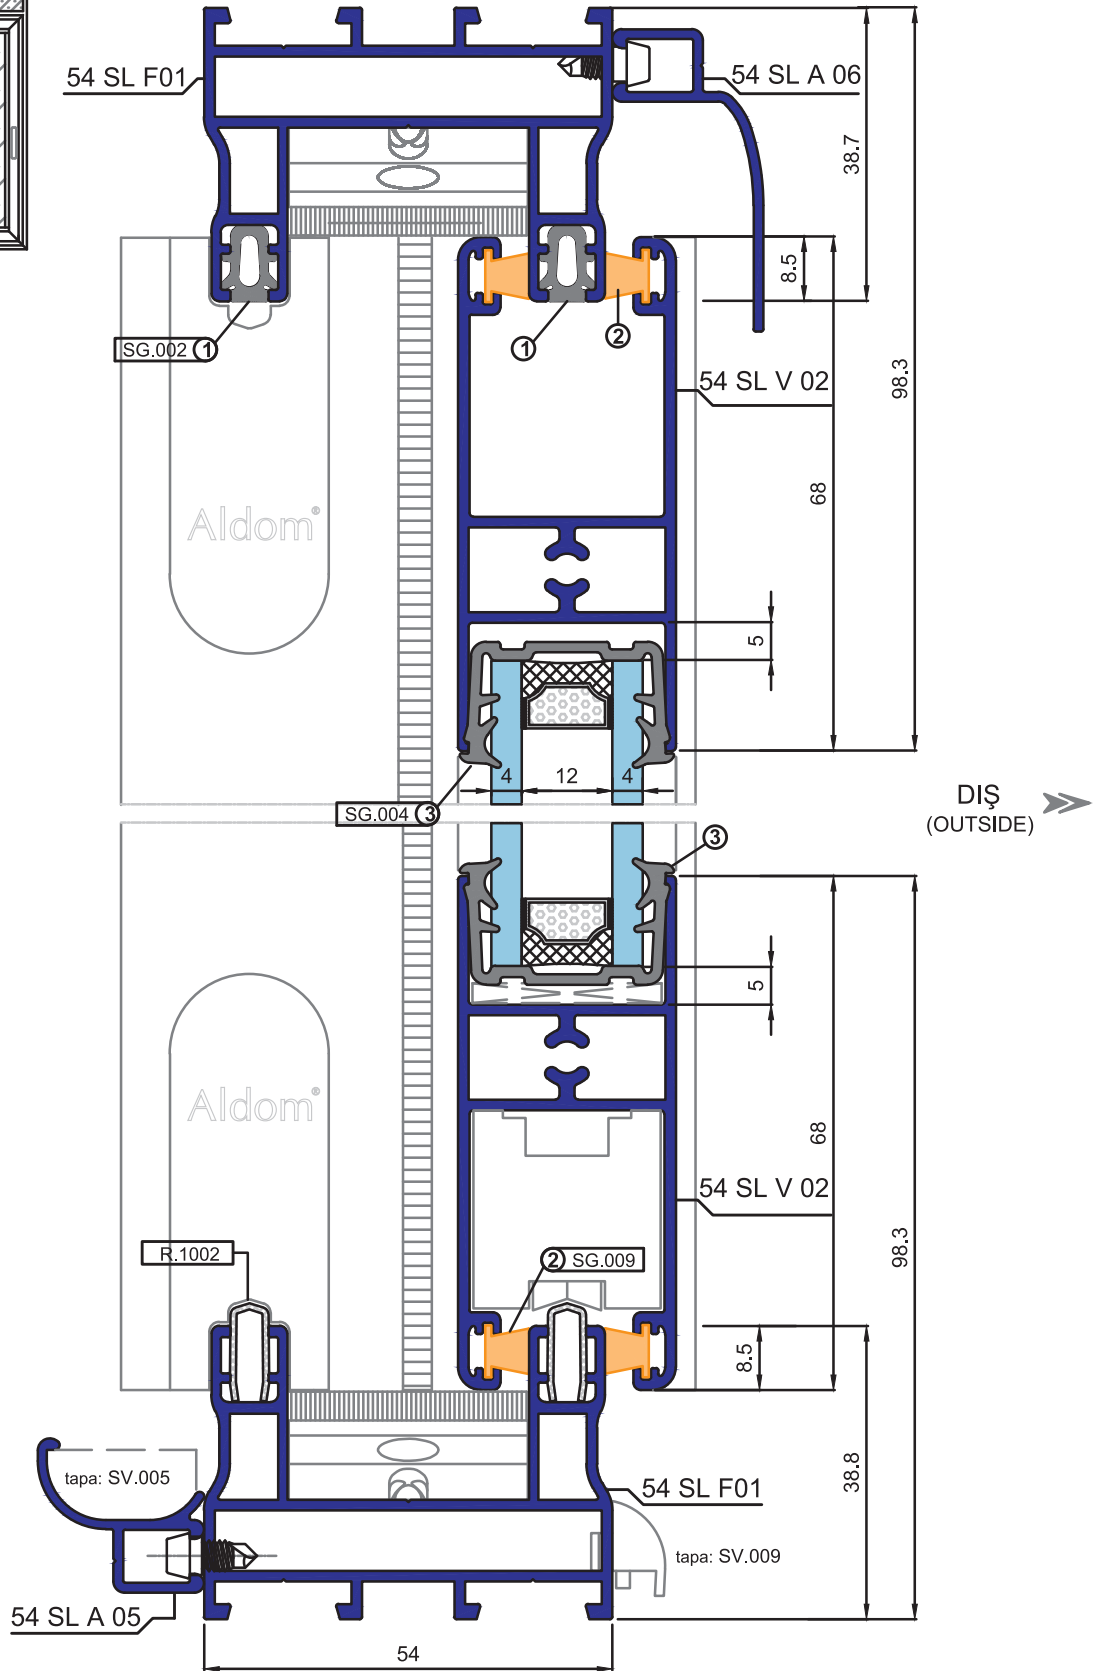 54 SL F01
54 SL A 06
38.7
8.5
SG.002 1
1
2
54 SL V 02
98.3
68
Aldom®
5
4 12 4
SG.004 3
DIŞ
(OUTSIDE)
3
5
Aldom®
68
54 SL V 02
R.1002
2 SG.009
98.3
8.5
38.8
tapa: SV.005
54 SL F01
tapa: SV.009
54 SL A 05
54